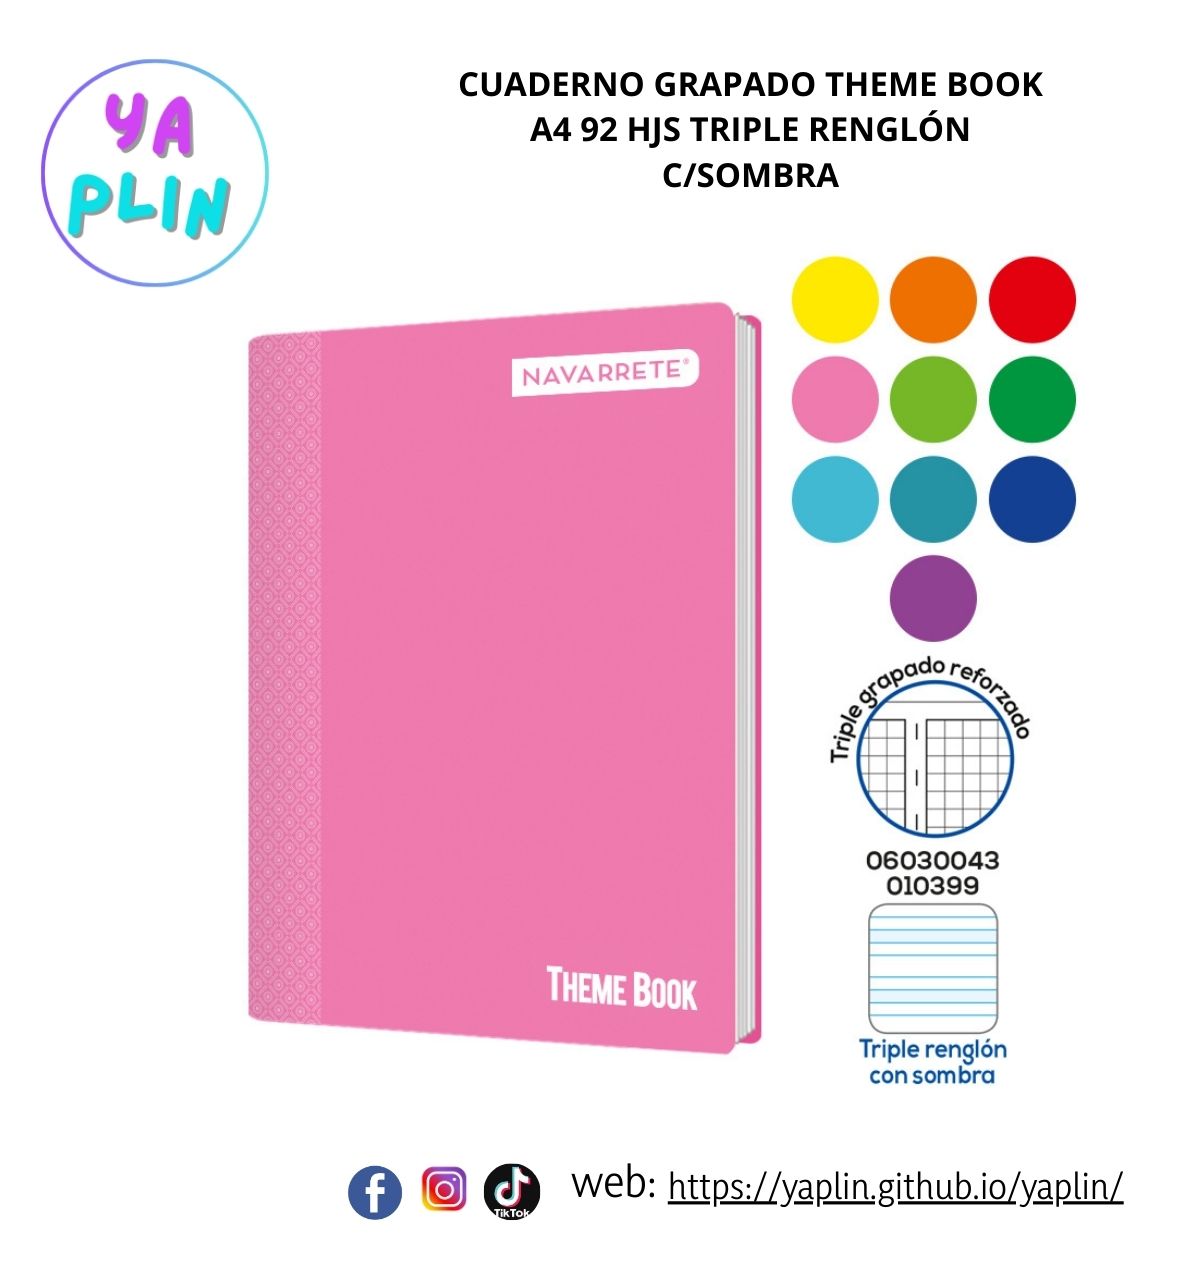 YA
PLIN
CUADERNO GRAPADO THEME BOOK
A4 92 HJS TRIPLE RENGLÓN
C/SOMBRA
NAVARRETE®
THEME BOOK
Triple grapado reforzado
06030043
010399
Triple renglón
con sombra
TikTok
web: https://yaplin.github.io/yaplin/